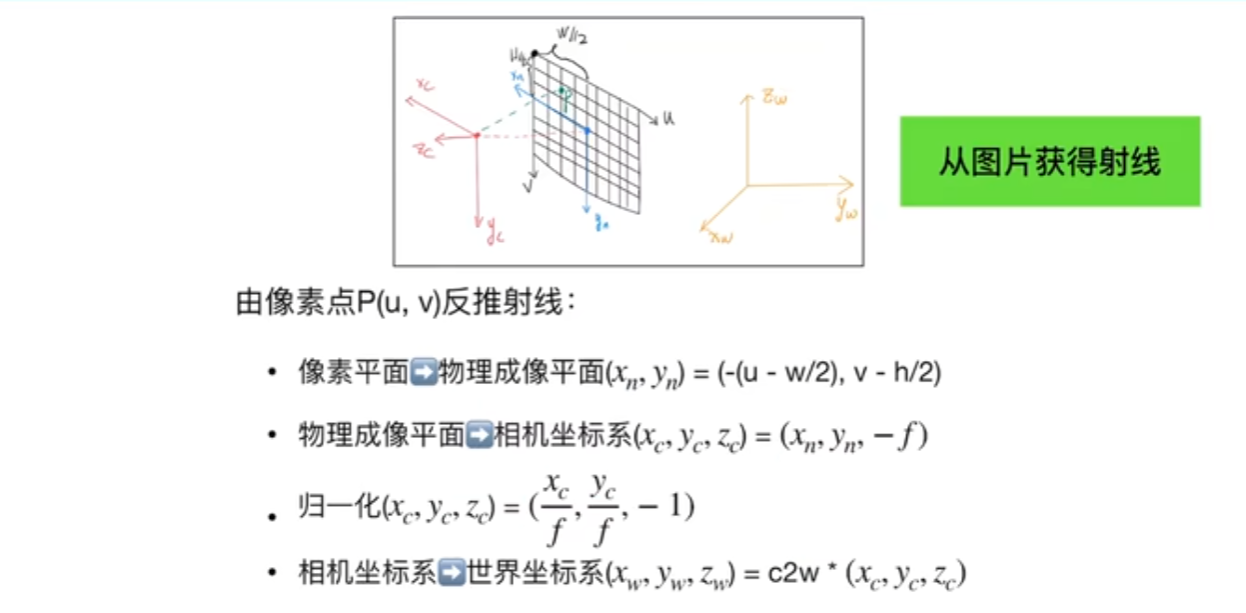 W/2
H/2
x_n
P
u
v
y_n
x_c
z_c
y_c
z_w
y_w
x_w
从图片获得射线
由像素点P(u, v)反推射线：
• 像素平面➡物理成像平面(x_n, y_n) = (-(u - w/2), v - h/2)
• 物理成像平面➡相机坐标系(x_c, y_c, z_c) = (x_n, y_n, − f)
• 归一化(x_c, y_c, z_c) = (x_c/f, y_c/f, − 1)
• 相机坐标系➡世界坐标系(x_w, y_w, z_w) = c2w * (x_c, y_c, z_c)